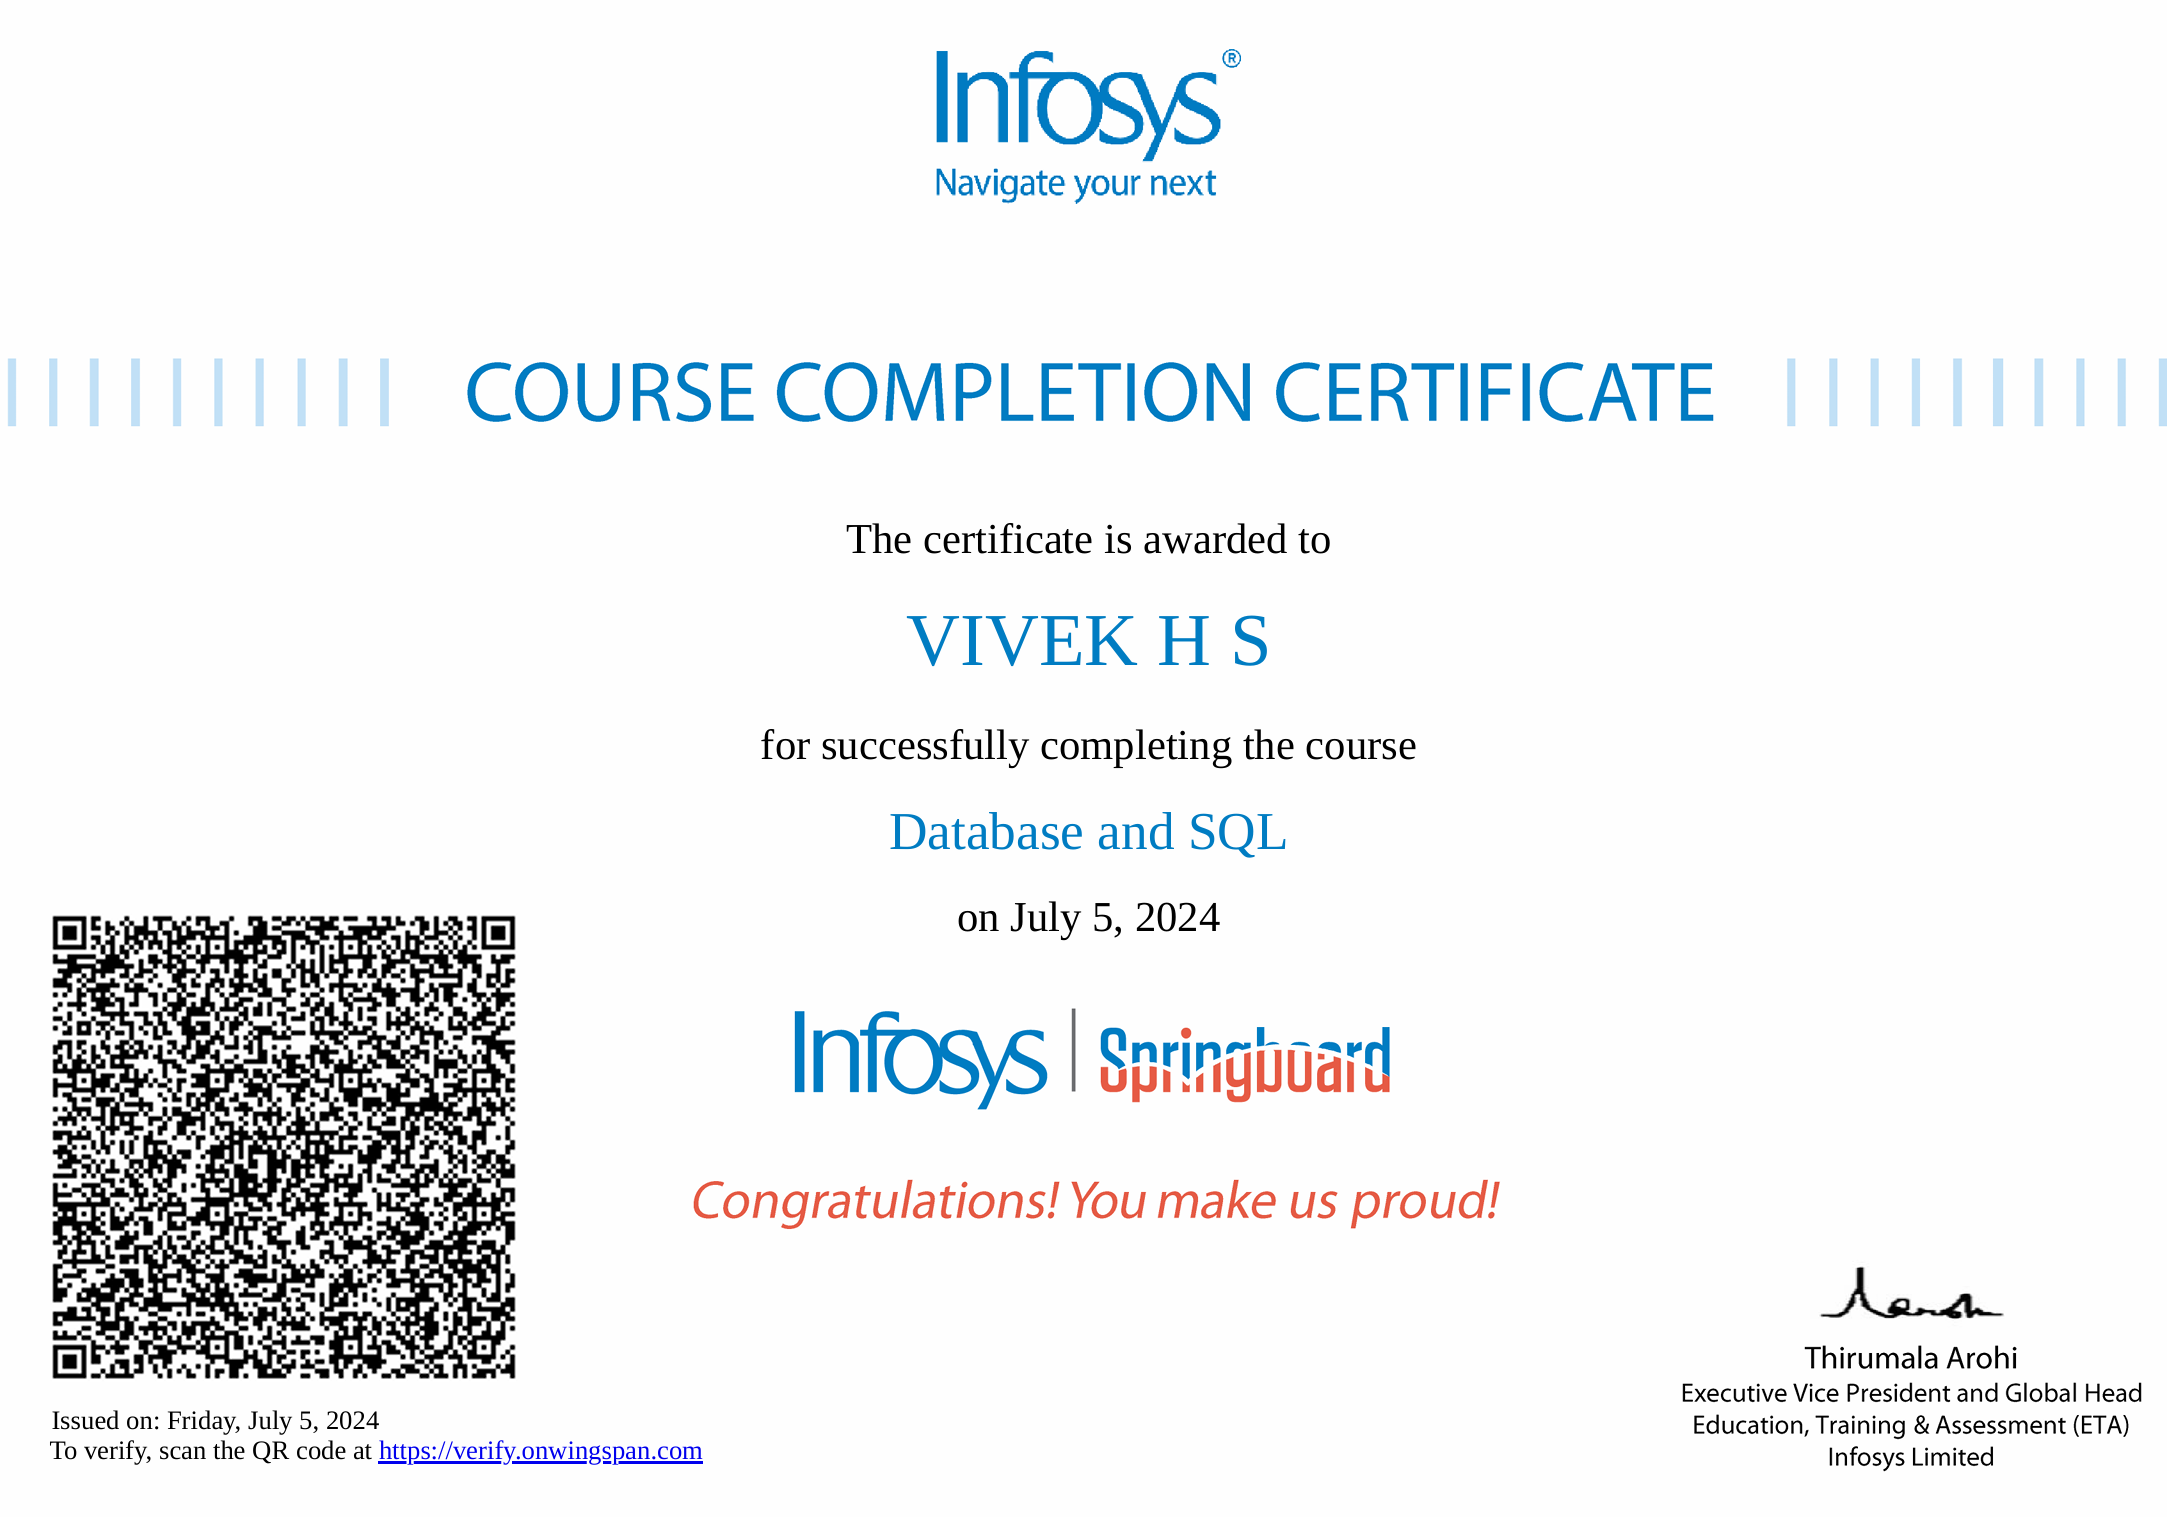 Infosys®
Navigate your next
COURSE COMPLETION CERTIFICATE
The certificate is awarded to
VIVEK H S
for successfully completing the course
Database and SQL
on July 5, 2024
Infosys | Springboard
Congratulations! You make us proud!
Thirumala Arohi
Executive Vice President and Global Head
Education, Training & Assessment (ETA)
Infosys Limited
Issued on: Friday, July 5, 2024
To verify, scan the QR code at https://verify.onwingspan.com